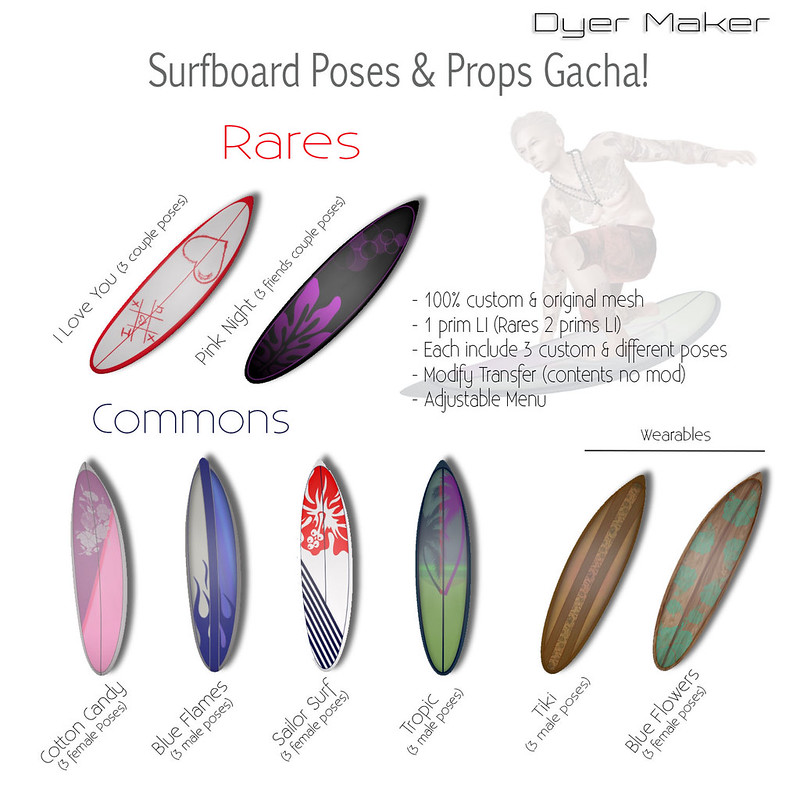 Dyer Maker
Surfboard Poses & Props Gacha!
Rares
I Love You (3 couple poses)
Pink Night (3 friends couple poses)
- 100% custom & original mesh
- 1 prim LI (Rares 2 prims LI)
- Each include 3 custom & different poses
- Modify Transfer (contents no mod)
- Adjustable Menu
Commons
Wearables
Cotton Candy
(3 female poses)
Blue Flames
(3 male poses)
Sailor Surf
(3 female poses)
Tropic
(3 male poses)
Tiki
(3 male poses)
Blue Flowers
(3 female poses)